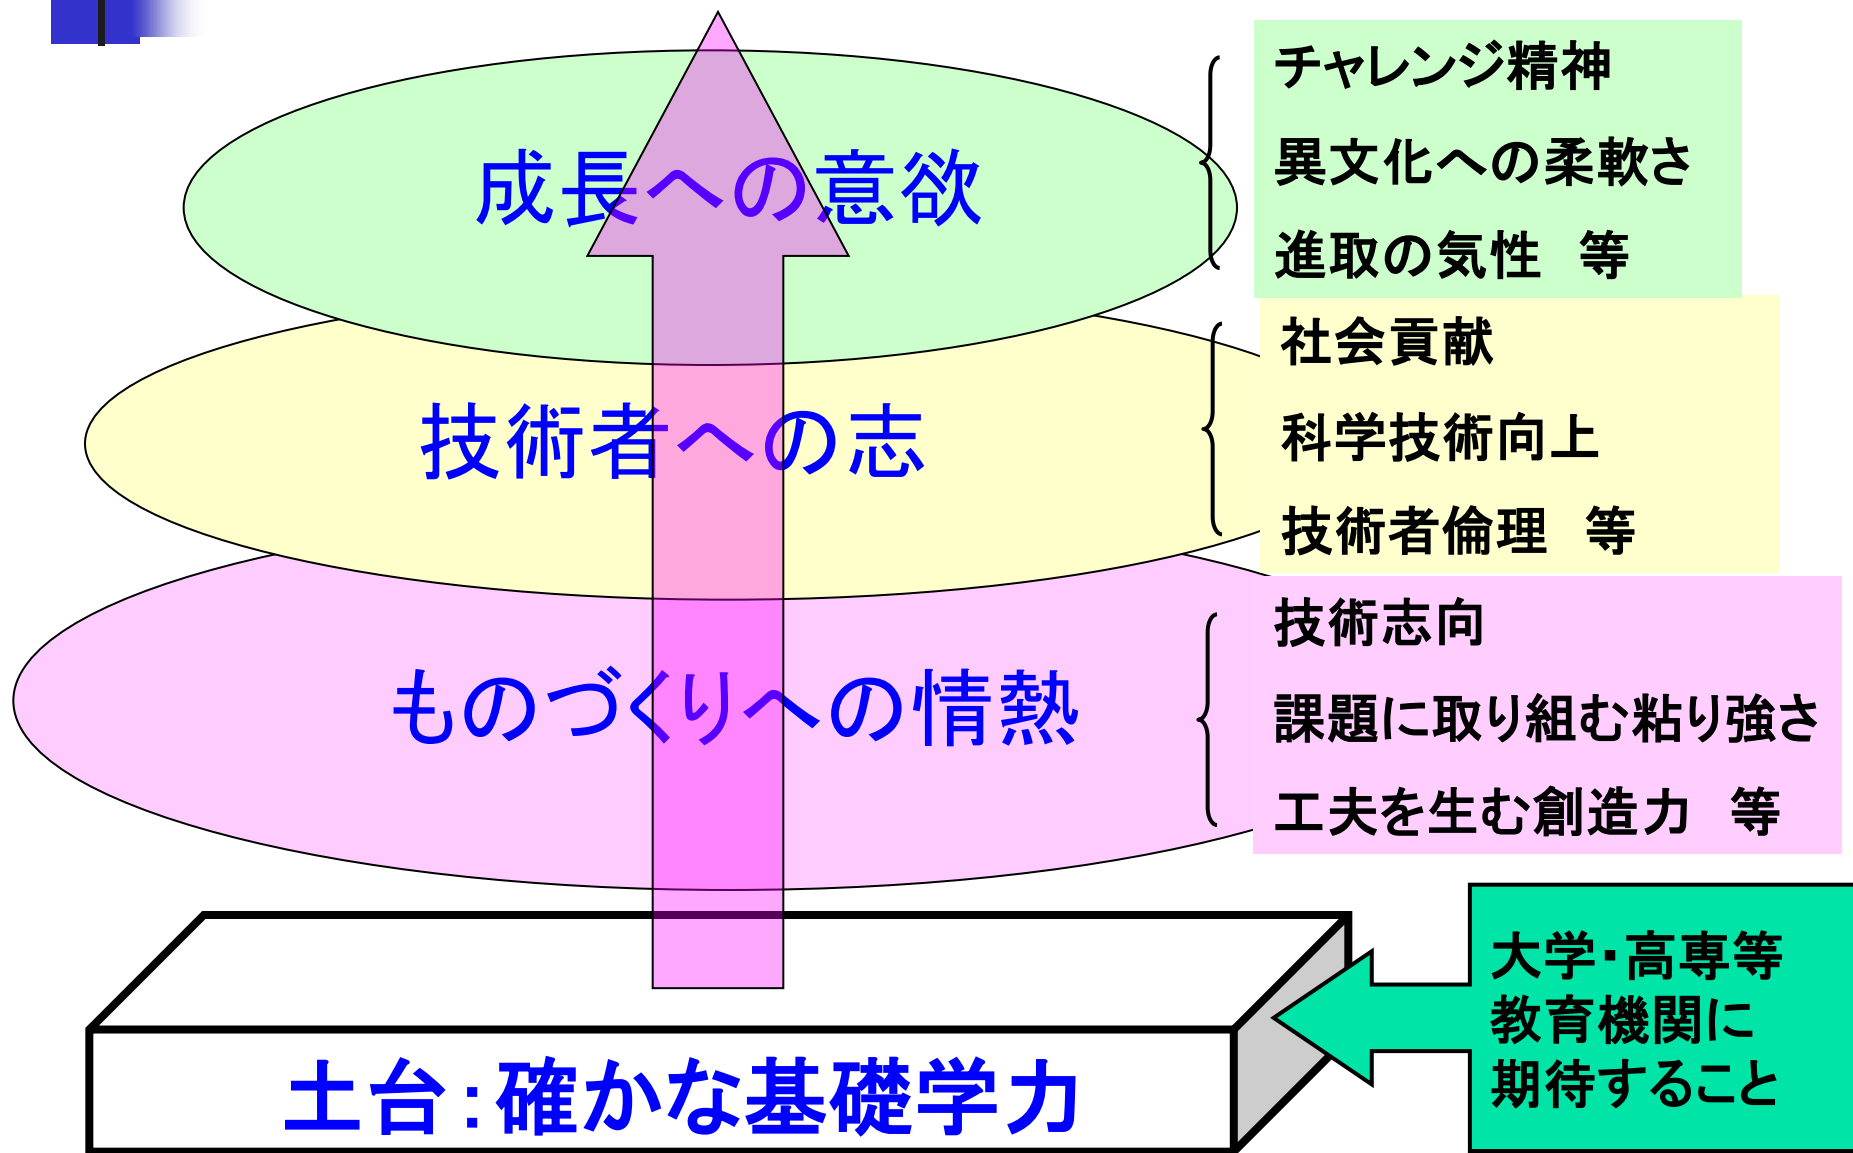 成長への意欲
チャレンジ精神
異文化への柔軟さ
進取の気性　等
技術者への志
社会貢献
科学技術向上
技術者倫理　等
ものづくりへの情熱
技術志向
課題に取り組む粘り強さ
工夫を生む創造力　等
土台：確かな基礎学力
大学・高専等
教育機関に
期待すること